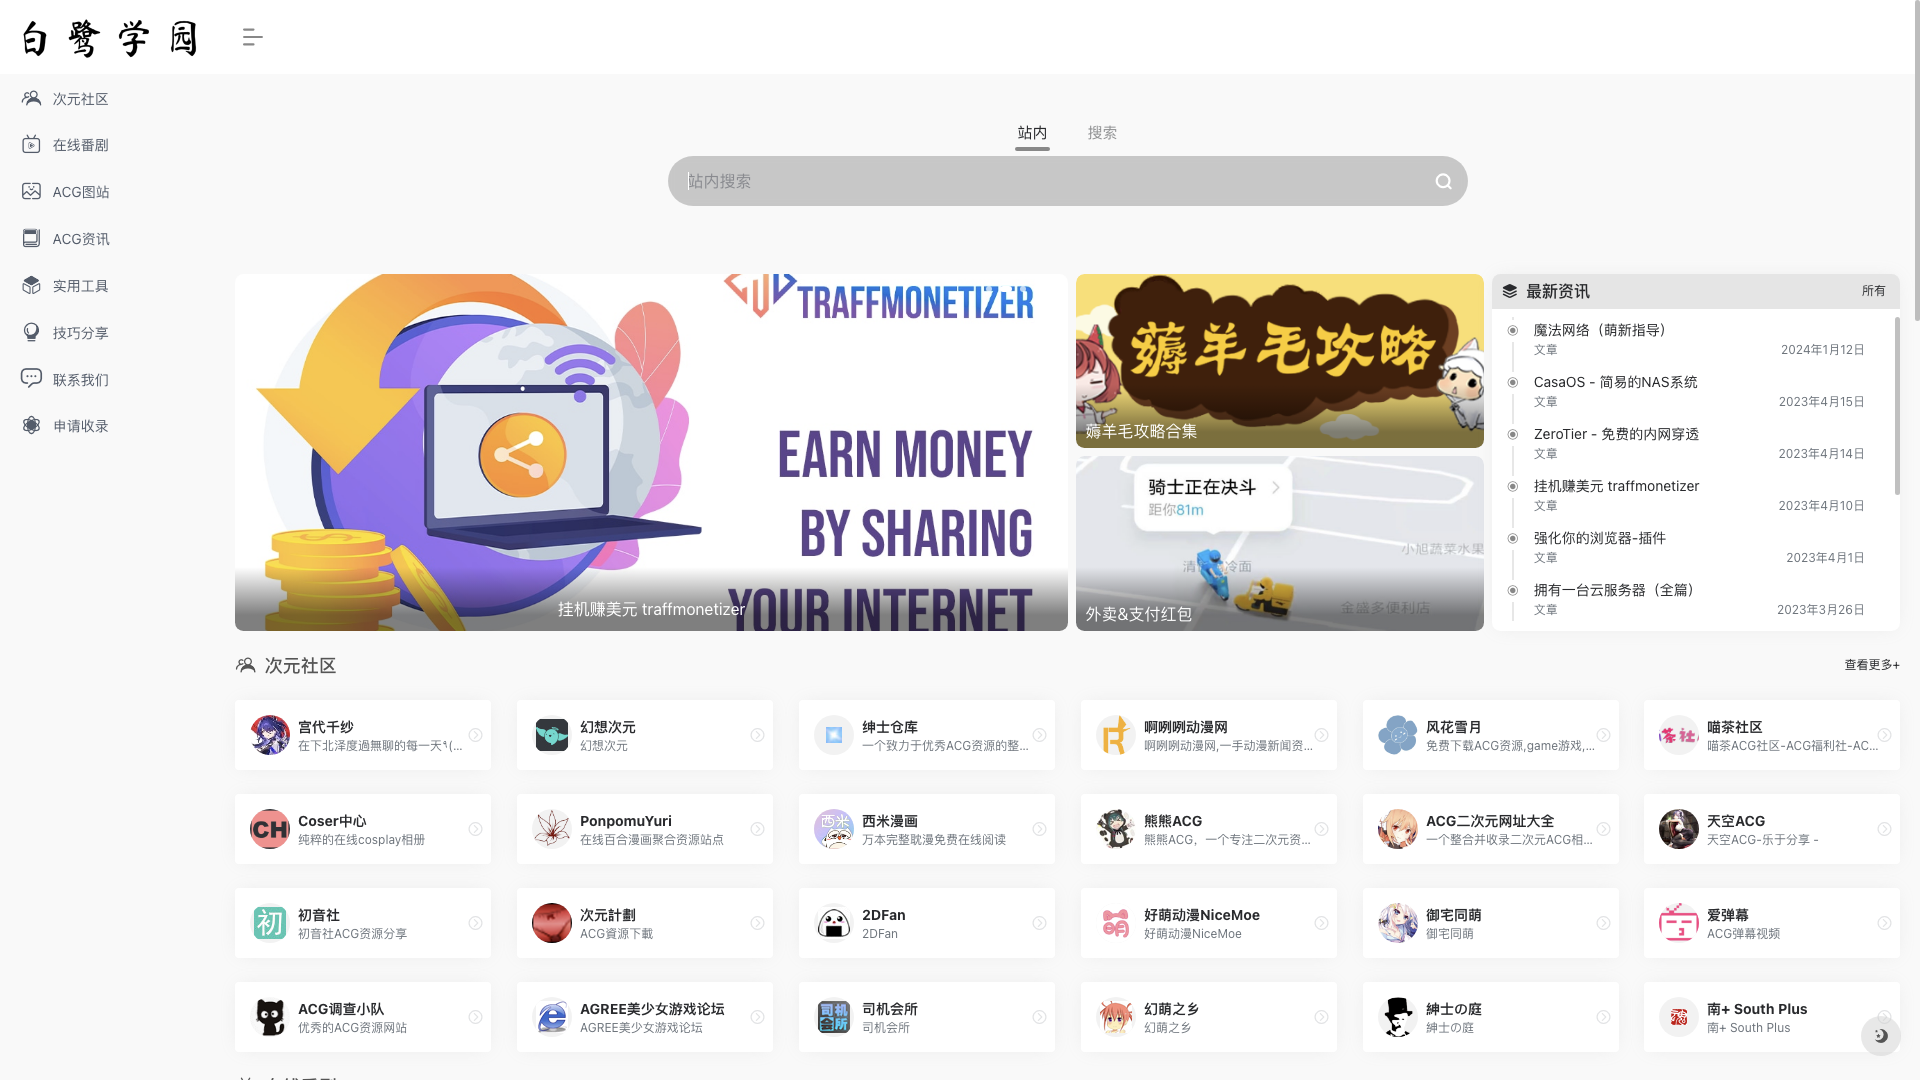 白鹭学园
次元社区
在线番剧
ACG图站
ACG资讯
实用工具
技巧分享
联系我们
申请收录
站内
搜索
站内搜索
TRAFFMONETIZER
EARN MONEY
BY SHARING
YOUR INTERNET
挂机赚美元 traffmonetizer
薅羊毛攻略
薅羊毛攻略合集
骑士正在决斗
距你81m
小旭蔬菜水果
金盛多便利店
外卖&支付红包
最新资讯
所有
魔法网络（萌新指导）
文章
2024年1月12日
CasaOS - 简易的NAS系统
文章
2023年4月15日
ZeroTier - 免费的内网穿透
文章
2023年4月14日
挂机赚美元 traffmonetizer
文章
2023年4月10日
强化你的浏览器-插件
文章
2023年4月1日
拥有一台云服务器（全篇）
文章
2023年3月26日
次元社区
查看更多+
宫代千纱
在下北泽度過無聊的每一天
幻想次元
幻想次元
绅士仓库
一个致力于优秀ACG资源的整...
啊咧咧动漫网
啊咧咧动漫网,一手动漫新闻资...
风花雪月
免费下载ACG资源,game游戏,...
茶社
喵茶社区
喵茶ACG社区-ACG福利社-AC...
CH
Coser中心
纯粹的在线cosplay相册
PonpomuYuri
在线百合漫画聚合资源站点
西米
西米漫画
万本完整耽漫免费在线阅读
熊熊ACG
熊熊ACG，一个专注二次元资...
ACG二次元网址大全
一个整合并收录二次元ACG相...
天空ACG
天空ACG-乐于分享 -
初
初音社
初音社ACG资源分享
次元計劃
ACG資源下載
2DFan
2DFan
萌
好萌动漫NiceMoe
好萌动漫NiceMoe
御宅同萌
御宅同萌
爱弹幕
ACG弹幕视频
ACG调查小队
优秀的ACG资源网站
AGREE美少女游戏论坛
AGREE美少女游戏论坛
司机
会所
司机会所
司机会所
幻萌之乡
幻萌之乡
紳士の庭
紳士の庭
南+ South Plus
南+ South Plus